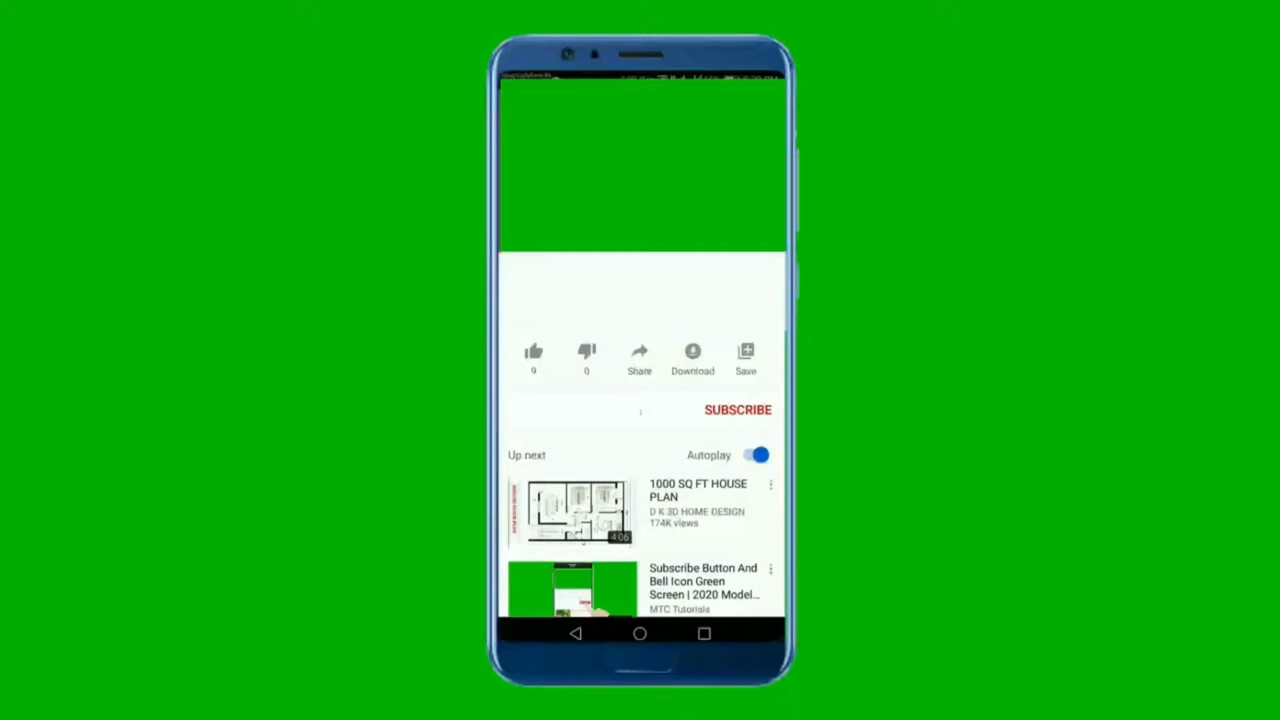 9
0
Share
Download
Save
SUBSCRIBE
Up next
Autoplay
1000 SQ FT HOUSE
PLAN
D K 3D HOME DESIGN
174K views
4:06
Subscribe Button And
Bell Icon Green
Screen | 2020 Model...
MTC Tutorials